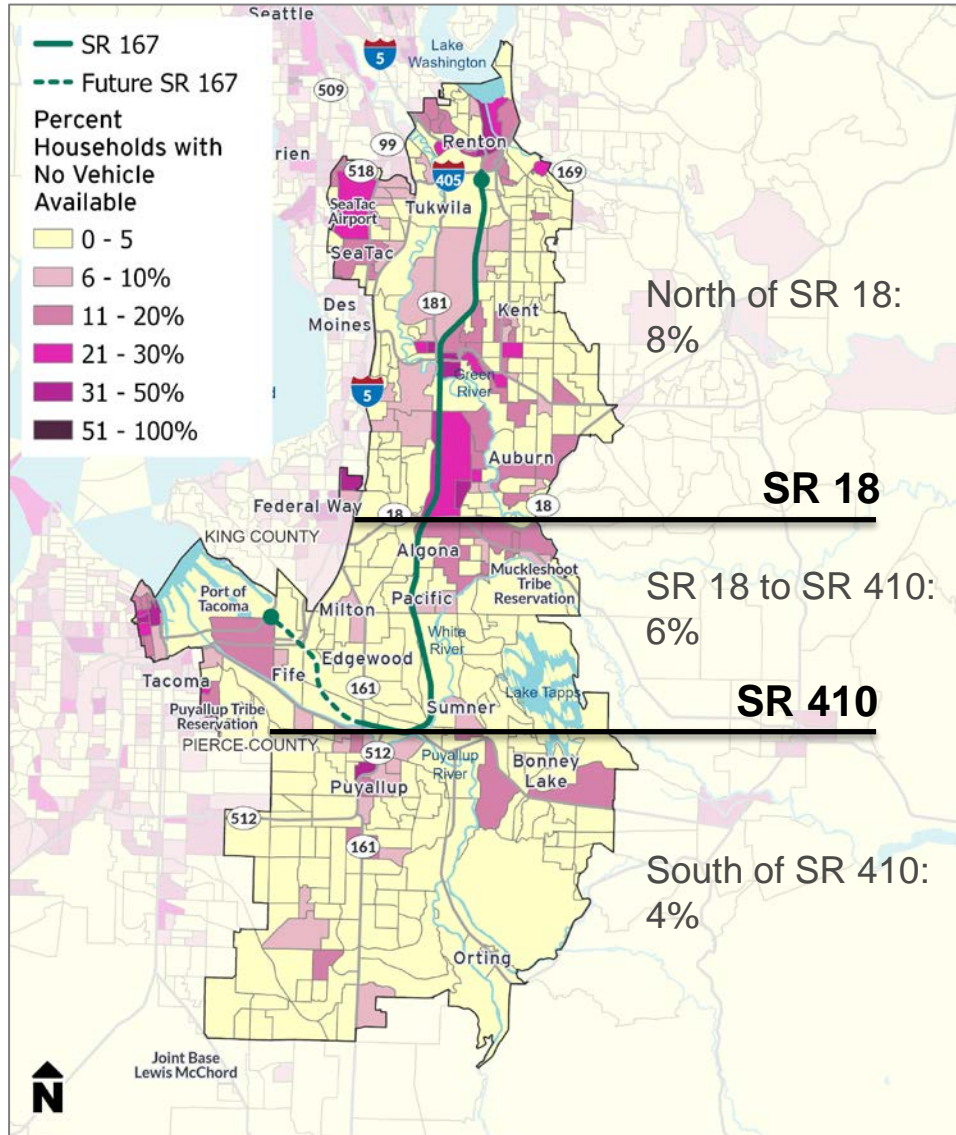 SR 167
Future SR 167
Percent
Households with
No Vehicle
Available
0 - 5
6 - 10%
11 - 20%
21 - 30%
31 - 50%
51 - 100%
Seattle
5
Lake
Washington
509
99
rien
Renton
518
405
169
SeaTac
Airport
Tukwila
SeaTac
181
Des
Moines
Kent
North of SR 18:
8%
Green
River
5
d
Auburn
SR 18
Federal Way
18
18
KING COUNTY
Algona
Muckleshoot
Tribe
Reservation
Port of
Tacoma
Milton
Pacific
SR 18 to SR 410:
6%
White
River
Edgewood
Fife
Tacoma
161
Lake Tapps
Sumner
SR 410
Puyallup Tribe
Reservation
PIERCE COUNTY
512
Puyallup
River
Bonney
Lake
Puyallup
512
161
South of SR 410:
4%
Orting
Joint Base
Lewis McChord
N